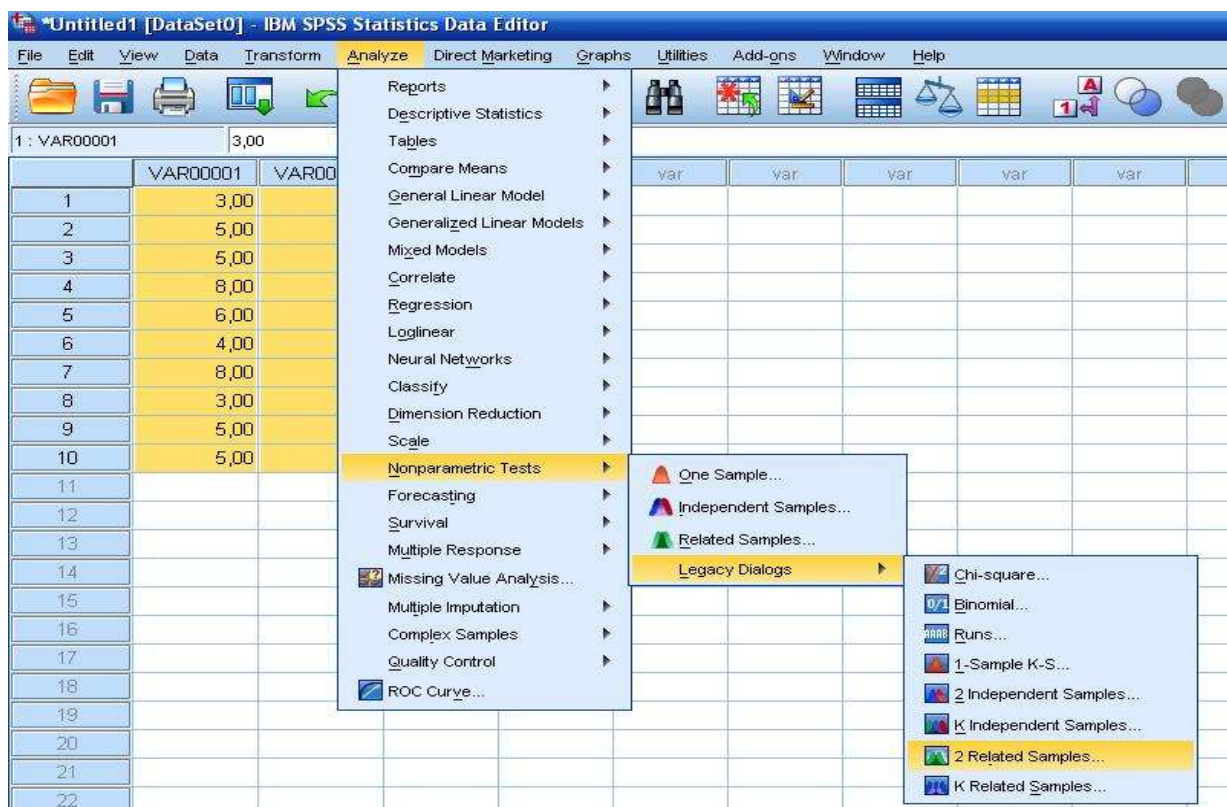 *Untitled1 [DataSet0] - IBM SPSS Statistics Data Editor
File Edit View Data Transform Analyze Direct Marketing Graphs Utilities Add-ons Window Help
1 : VAR00001 3,00
VAR00001 VAR00 var var var var var
1 3,00
2 5,00
3 5,00
4 8,00
5 6,00
6 4,00
7 8,00
8 3,00
9 5,00
10 5,00
11
12
13
14
15
16
17
18
19
20
21
22
Reports
Descriptive Statistics
Tables
Compare Means
General Linear Model
Generalized Linear Models
Mixed Models
Correlate
Regression
Loglinear
Neural Networks
Classify
Dimension Reduction
Scale
Nonparametric Tests
Forecasting
Survival
Multiple Response
Missing Value Analysis...
Multiple Imputation
Complex Samples
Quality Control
ROC Curve...
One Sample...
Independent Samples...
Related Samples...
Legacy Dialogs
Chi-square...
0/1 Binomial...
AAAB Runs...
1-Sample K-S...
2 Independent Samples...
K Independent Samples...
2 Related Samples...
K Related Samples...
A
1